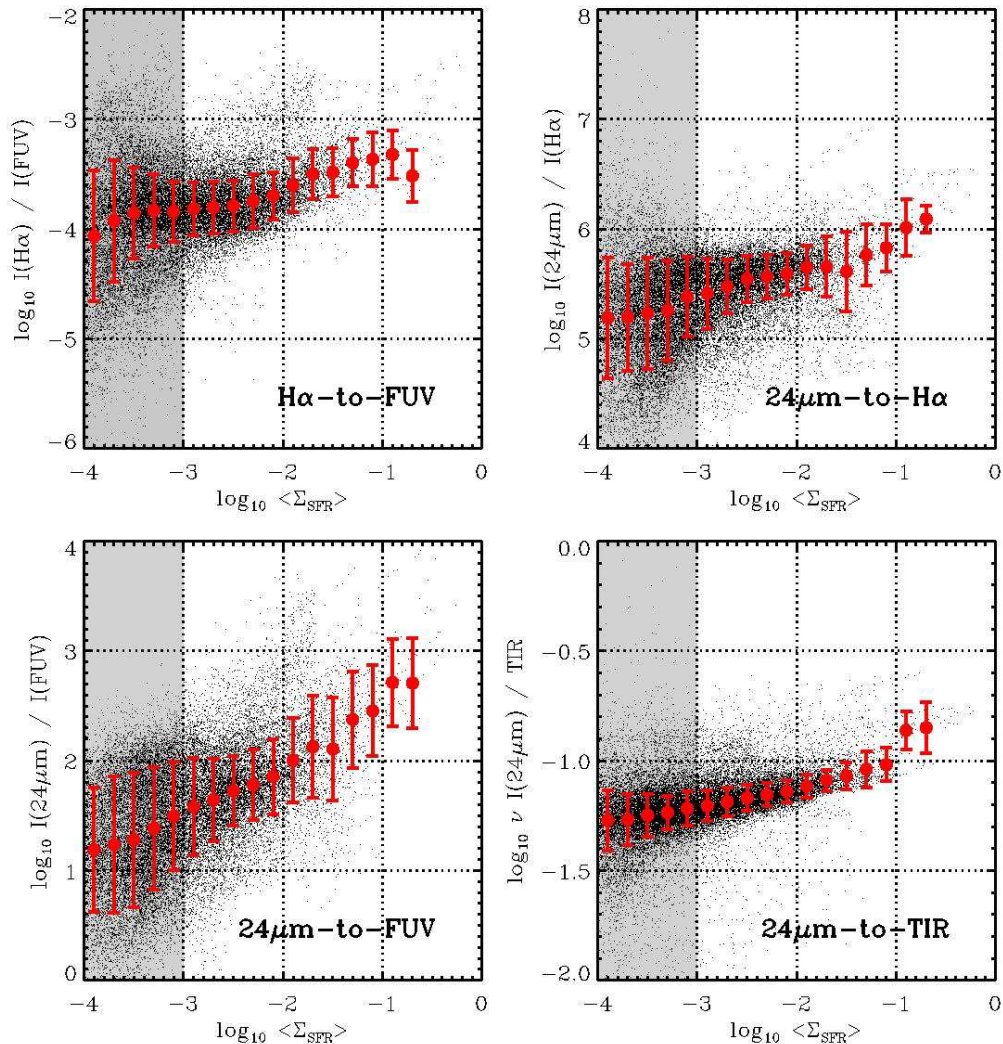 -2
-3
-4
-5
-6
log₁₀ I(Hα) / I(FUV)
Hα-to-FUV
-4 -3 -2 -1 0
log₁₀ <Σ_SFR>
8
7
6
5
4
log₁₀ I(24μm) / I(Hα)
24μm-to-Hα
-4 -3 -2 -1 0
log₁₀ <Σ_SFR>
4
3
2
1
0
log₁₀ I(24μm) / I(FUV)
24μm-to-FUV
-4 -3 -2 -1 0
log₁₀ <Σ_SFR>
0.0
-0.5
-1.0
-1.5
-2.0
log₁₀ ν I(24μm) / TIR
24μm-to-TIR
-4 -3 -2 -1 0
log₁₀ <Σ_SFR>